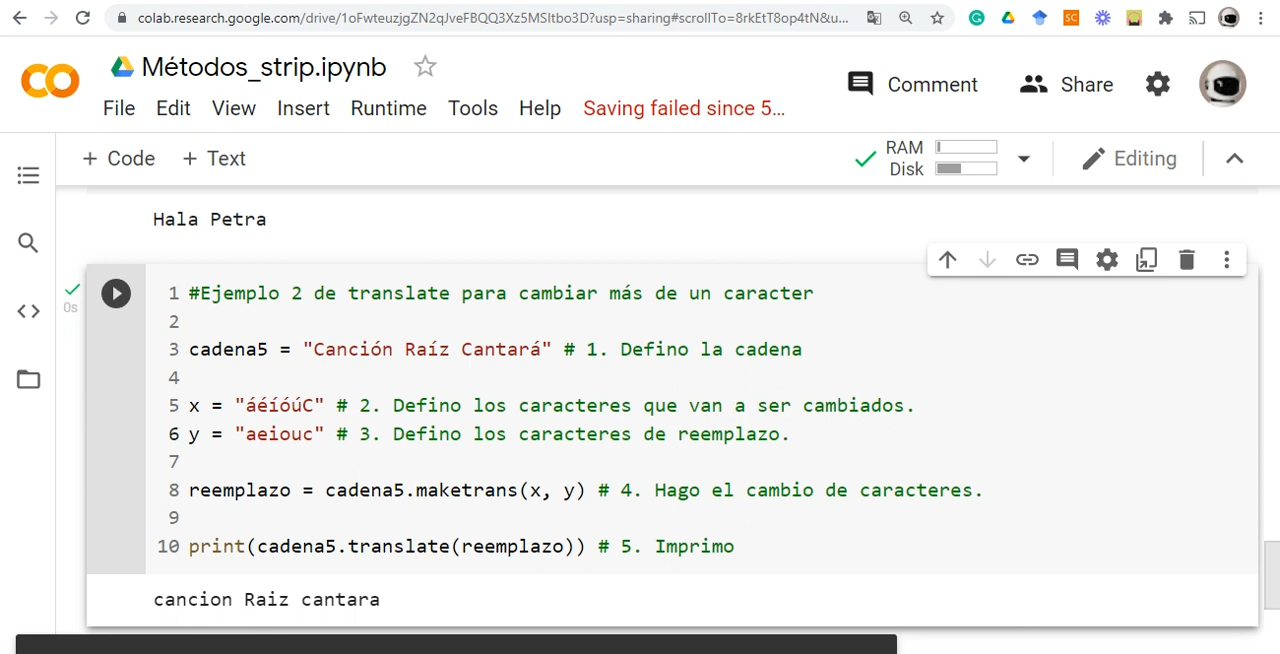 colab.research.google.com/drive/1oFwteuzjgZN2qJveFBQQ3Xz5MSItbo3D?usp=sharing#scrollTo=8rkEtT8op4tN&u...
SC
CO Métodos_strip.ipynb
Comment Share
File Edit View Insert Runtime Tools Help Saving failed since 5...
+ Code + Text
RAM
Disk
Editing
Hala Petra
0s
1 #Ejemplo 2 de translate para cambiar más de un caracter
2
3 cadena5 = "Canción Raíz Cantará" # 1. Defino la cadena
4
5 x = "áéíóúC" # 2. Defino los caracteres que van a ser cambiados.
6 y = "aeiouc" # 3. Defino los caracteres de reemplazo.
7
8 reemplazo = cadena5.maketrans(x, y) # 4. Hago el cambio de caracteres.
9
10 print(cadena5.translate(reemplazo)) # 5. Imprimo
cancion Raiz cantara